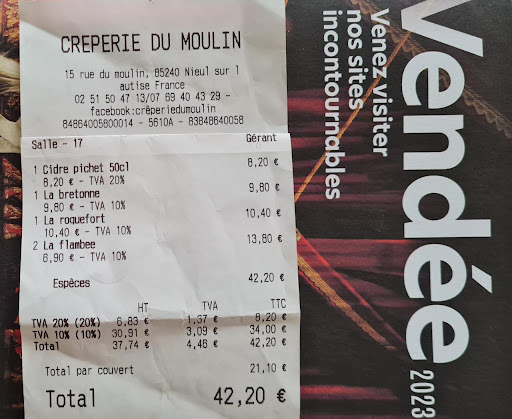 CREPERIE DU MOULIN
15 rue du moulin, 85240 Nieul sur l
autise France
02 51 50 47 13/07 69 40 43 29 -
facebook:crêperiedumoulin
84864005800014 - 5610A - 83848640058
Salle - 17 Gérant
1 Cidre pichet 50cl 8,20 €
8,20 € - TVA 20%
1 La bretonne 9,80 €
9,80 € - TVA 10%
1 La roquefort 10,40 €
10,40 € - TVA 10%
2 La flambee 13,80 €
6,90 € - TVA 10%
Espèces 42,20 €
HT TVA TTC
TVA 20% (20%) 6,83 € 1,37 € 8,20 €
TVA 10% (10%) 30,91 € 3,09 € 34,00 €
Total 37,74 € 4,46 € 42,20 €
Total par couvert 21,10 €
Total 42,20 €
Vendée 2023
Venez visiter
nos sites
incontournables